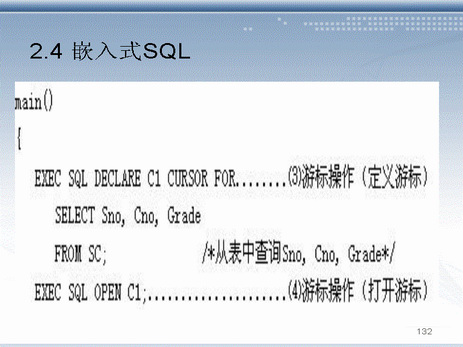 2.4 嵌入式SQL
main()
{
EXEC SQL DECLARE C1 CURSOR FOR........⑶游标操作（定义游标）
SELECT Sno, Cno, Grade
FROM SC; /*从表中查询Sno, Cno, Grade*/
EXEC SQL OPEN C1;.....................⑷游标操作（打开游标）
132